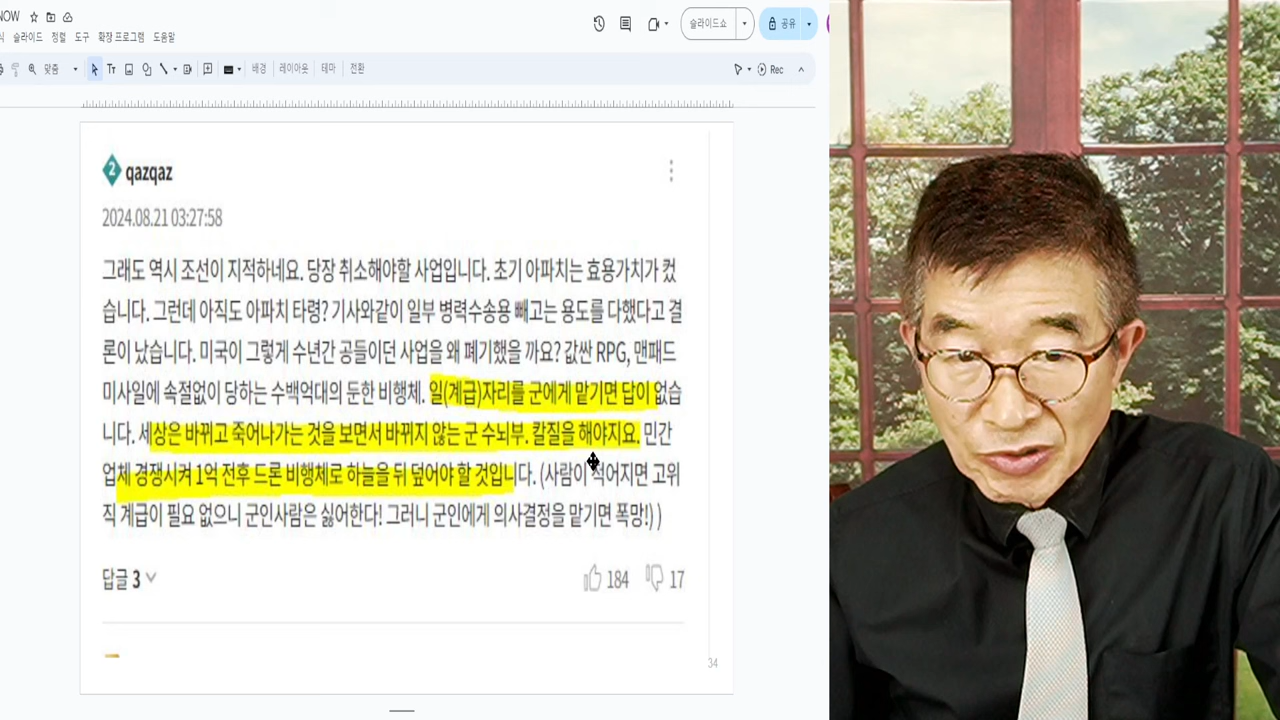 NOW
슬라이드 정렬 도구 확장 프로그램 도움말
슬라이드쇼
공유
맞춤
Tт
배경
레이아웃
테마
전환
Rec
2 qazqaz
2024.08.21 03:27:58
그래도 역시 조선이 지적하네요. 당장 취소해야할 사업입니다. 초기 아파치는 효용가치가 컸
습니다. 그런데 아직도 아파치 타령? 기사와같이 일부 병력수송용 빼고는 용도를 다했다고 결
론이 났습니다. 미국이 그렇게 수년간 공들이던 사업을 왜 폐기했을 까요? 값싼 RPG, 맨패드
미사일에 속절없이 당하는 수백억대의 둔한 비행체. 일(계급)자리를 군에게 맡기면 답이 없습
니다. 세상은 바뀌고 죽어나가는 것을 보면서 바뀌지 않는 군 수뇌부. 칼질을 해야지요. 민간
업체 경쟁시켜 1억 전후 드론 비행체로 하늘을 뒤 덮어야 할 것입니다. (사람이 적어지면 고위
직 계급이 필요 없으니 군인사람은 싫어한다! 그러니 군인에게 의사결정을 맡기면 폭망!) )
답글 3
184
17
34